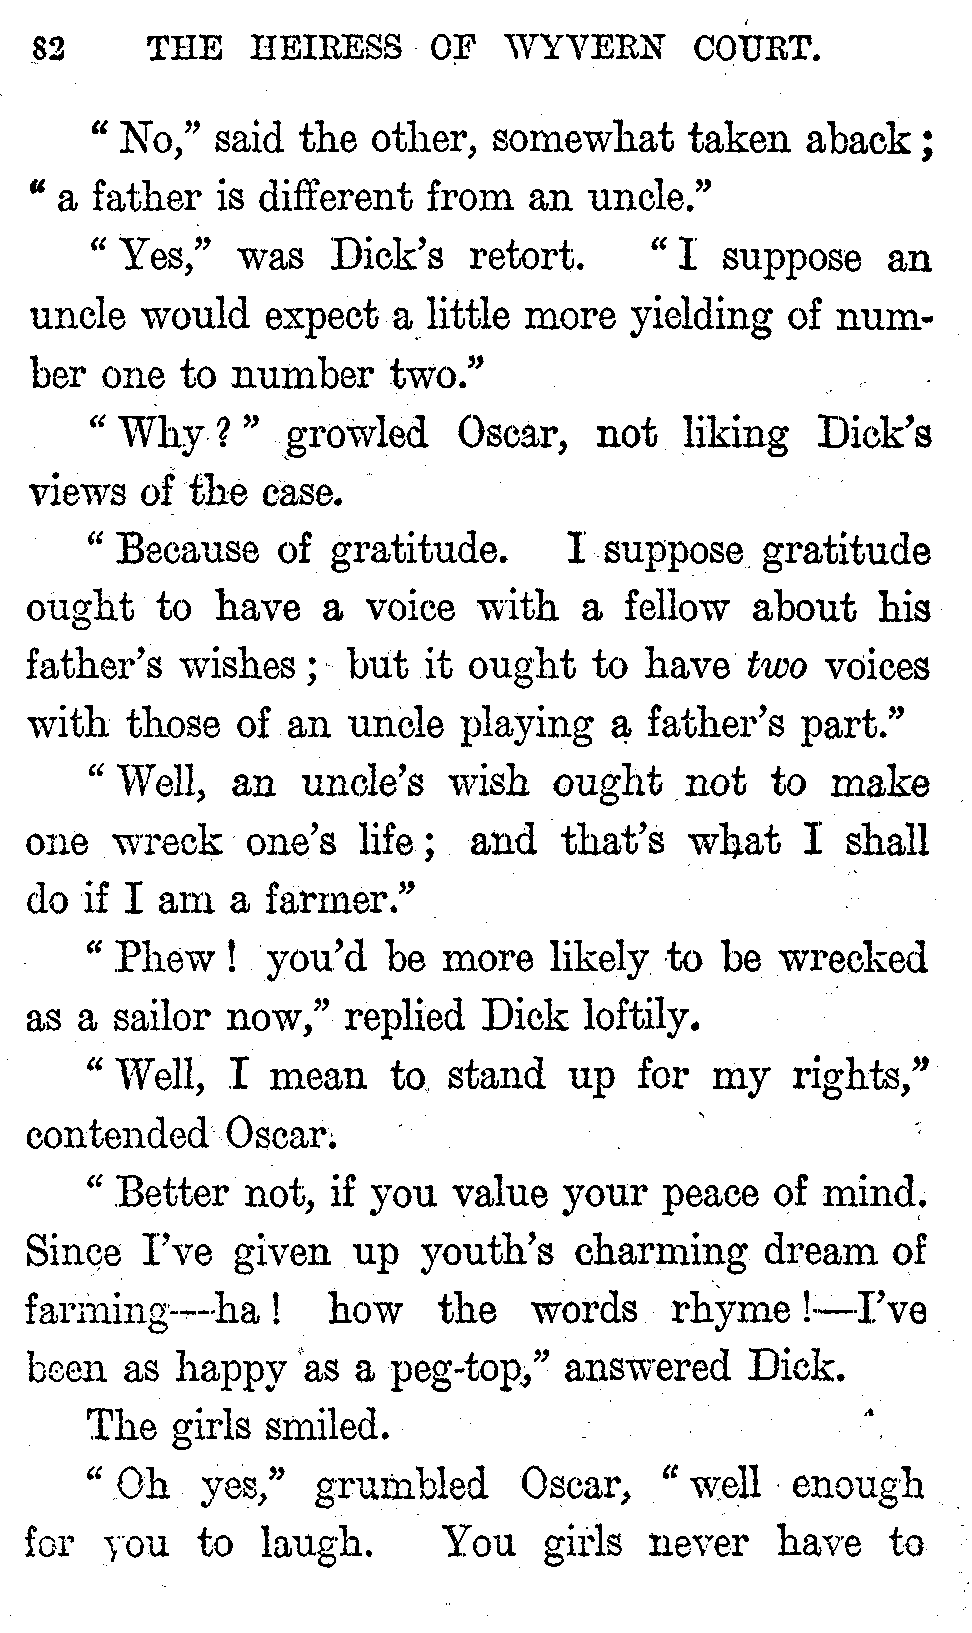 82 THE HEIRESS OF WYVERN COURT.
“ No,” said the other, somewhat taken aback ;
“ a father is different from an uncle.”
“ Yes,” was Dick’s retort. “ I suppose an
uncle would expect a little more yielding of num-
ber one to number two.”
“ Why ? ” growled Oscar, not liking Dick’s
views of the case.
“ Because of gratitude. I suppose gratitude
ought to have a voice with a fellow about his
father’s wishes ; but it ought to have two voices
with those of an uncle playing a father’s part.”
“ Well, an uncle’s wish ought not to make
one wreck one’s life ; and that’s what I shall
do if I am a farmer.”
“ Phew ! you’d be more likely to be wrecked
as a sailor now,” replied Dick loftily.
“ Well, I mean to stand up for my rights,”
contended Oscar.
“ Better not, if you value your peace of mind.
Since I’ve given up youth’s charming dream of
farming—ha ! how the words rhyme !—I’ve
been as happy as a peg-top,” answered Dick.
The girls smiled.
“ Oh yes,” grumbled Oscar, “ well enough
for you to laugh. You girls never have to